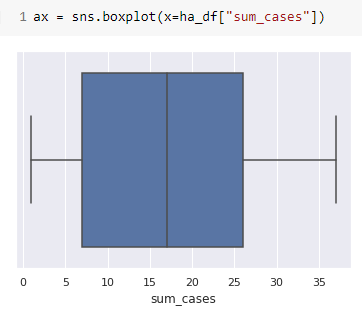 1 ax = sns.boxplot(x=ha_df["sum_cases"])
0 5 10 15 20 25 30 35
sum_cases